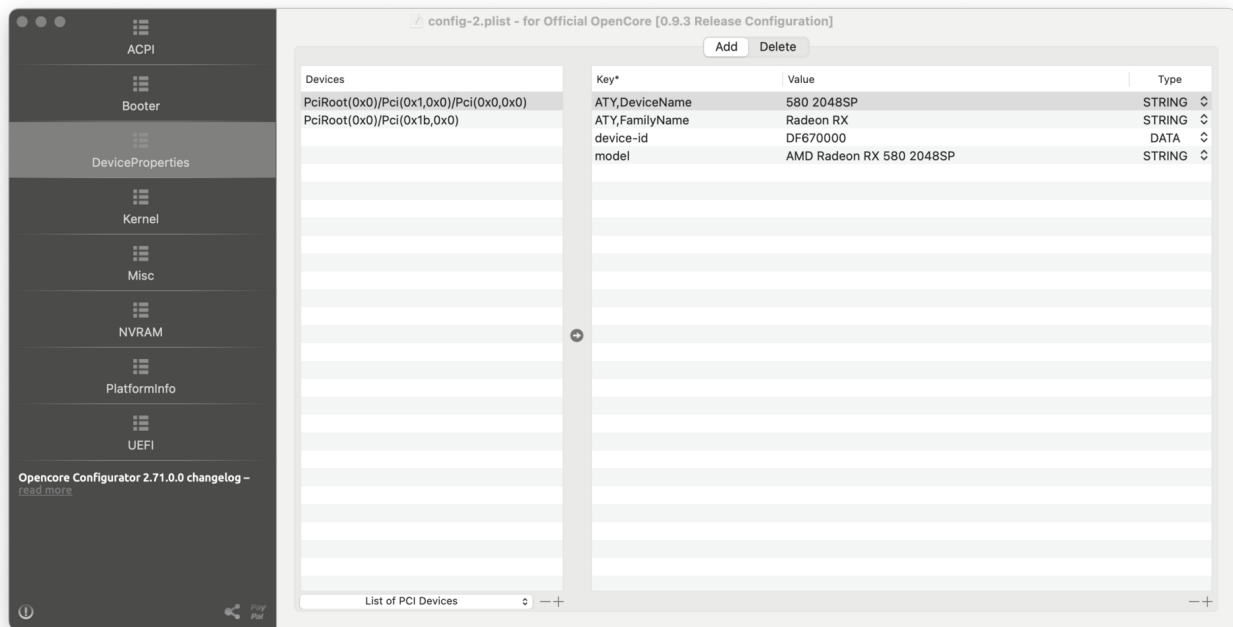 config-2.plist - for Official OpenCore [0.9.3 Release Configuration]
ACPI
Booter
DeviceProperties
Kernel
Misc
NVRAM
PlatformInfo
UEFI
Opencore Configurator 2.71.0.0 changelog –
read more
Pay
Pal
Add Delete
Devices
PciRoot(0x0)/Pci(0x1,0x0)/Pci(0x0,0x0)
PciRoot(0x0)/Pci(0x1b,0x0)
List of PCI Devices
Key* Value Type
ATY,DeviceName 580 2048SP STRING
ATY,FamilyName Radeon RX STRING
device-id DF670000 DATA
model AMD Radeon RX 580 2048SP STRING